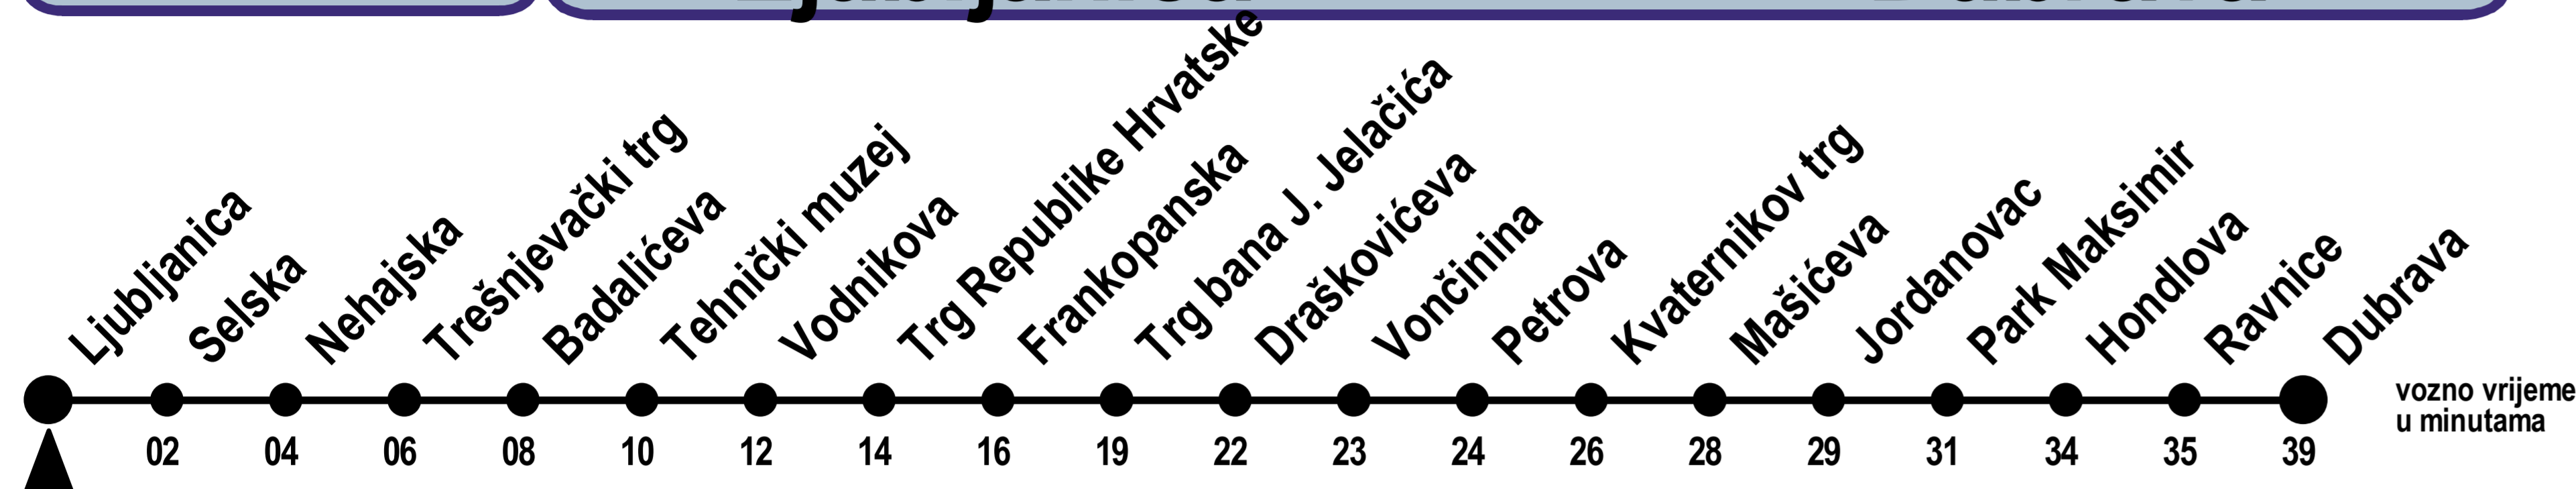 Ljubljanica
Selska
Nehajska
Trešnjevački trg
Badalićeva
Tehnički muzej
Vodnikova
Trg Republike Hrvatske
Frankopanska
Trg bana J. Jelačića
Draškovićeva
Vončinina
Petrova
Kvaternikov trg
Mašićeva
Jordanovac
Park Maksimir
Hondlova
Ravnice
Dubrava
02 04 06 08 10 12 14 16 19 22 23 24 26 28 29 31 34 35 39
vozno vrijeme
u minutama